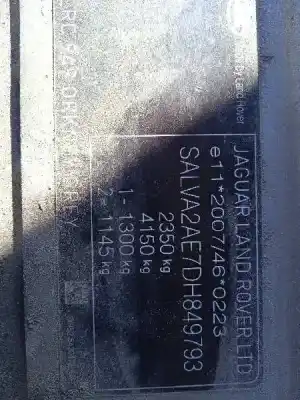 JAGUAR LAND ROVER LTD
e11*2007/46*0223
SALVA2AE7DH849793
2350 kg
4150 kg
1- 1300 kg
2- 1145 kg